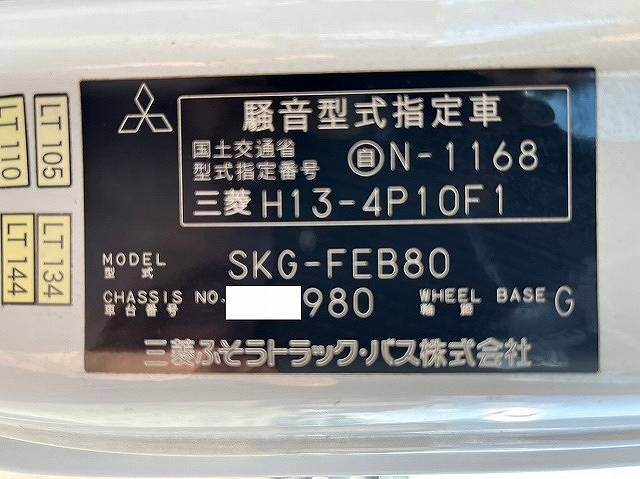 騒音型式指定車
国土交通省
型式指定番号
自N-1168
三菱 H13-4P10F1
MODEL
型式
SKG-FEB80
CHASSIS NO.
車台番号
980
WHEEL BASE
軸距
G
三菱ふそうトラック・バス株式会社
LT 110
LT 105
LT 144
LT 134